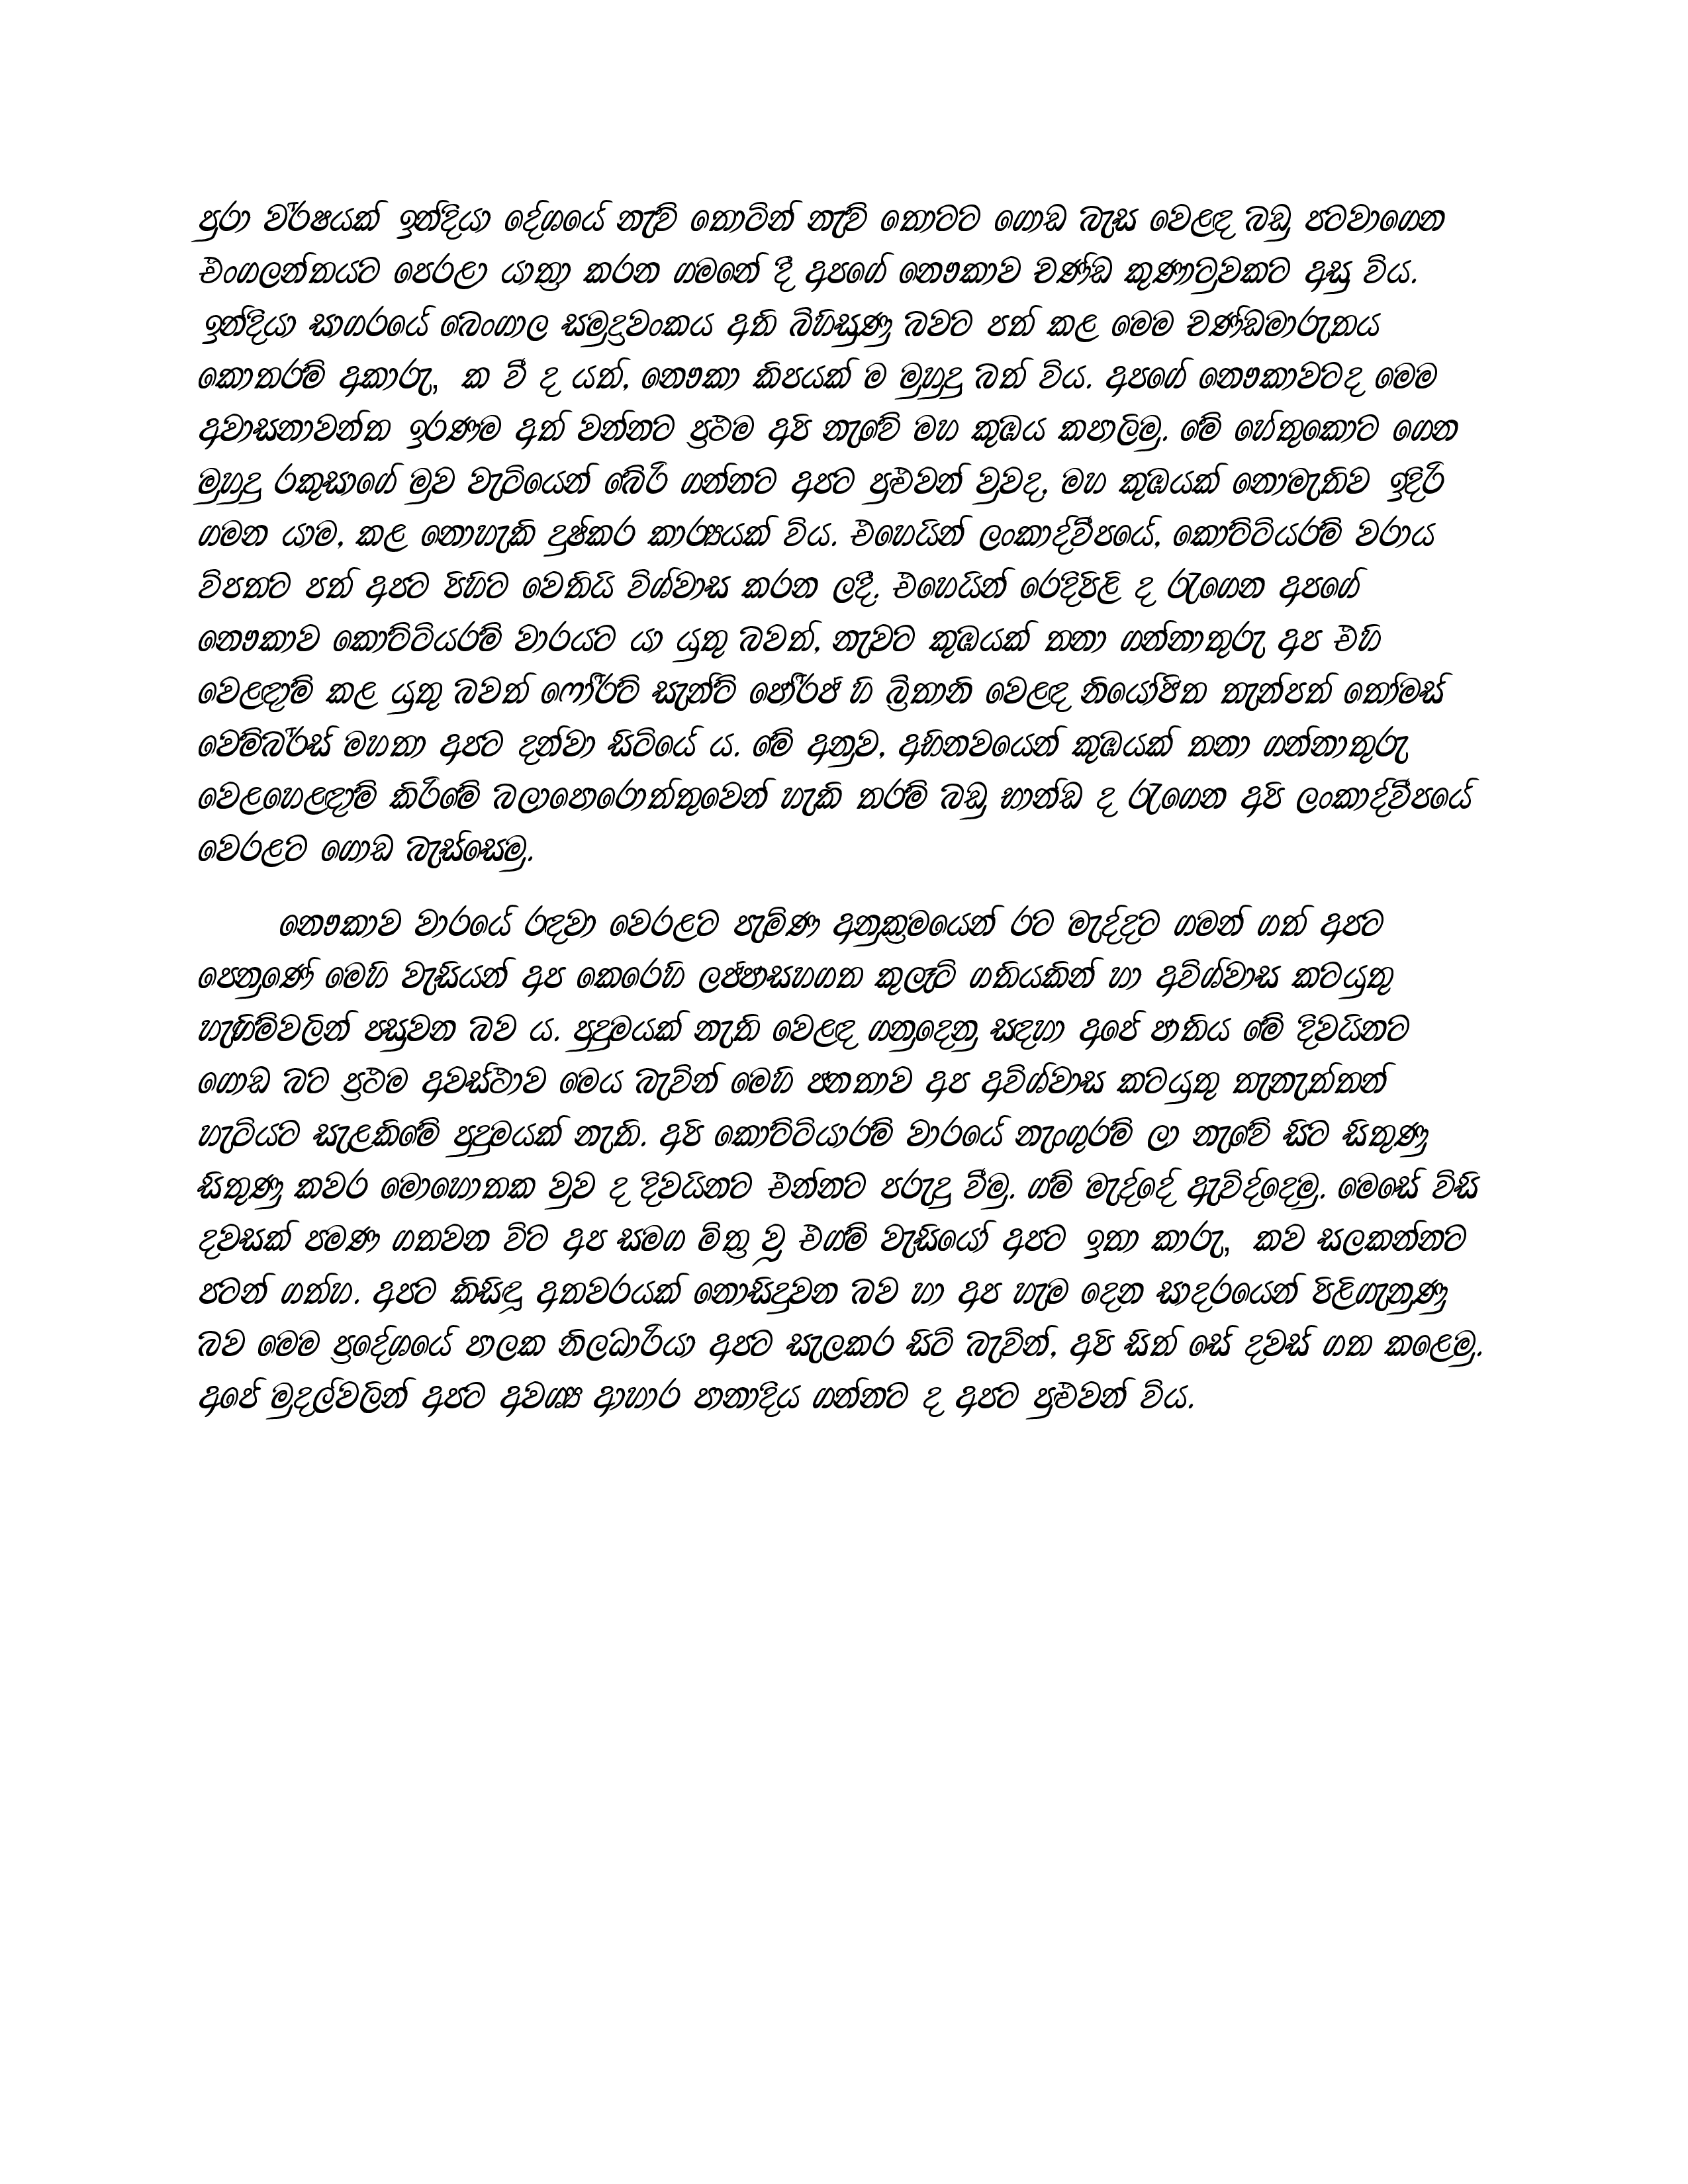 පුරා වර්ෂයක් ඉන්දියා දේශයේ නැව් තොටින් නැව් තොටට ගොඩ බැස වෙළඳ බඩු පටවාගෙන
එංගලන්තයට පෙරළා යාත්‍රා කරන ගමනේ දී අපගේ නෞකාව චණ්ඩ කුණාටුවකට අසු විය.
ඉන්දියා සාගරයේ බෙංගාල සමුද්‍රවංකය අති බිහිසුණු බවට පත් කළ මෙම චණ්ඩමාරුතය
කොතරම් අකාරු, ක වී ද යත්, නෞකා කිපයක් ම මුහුදු බත් විය. අපගේ නෞකාවටද මෙම
අවාසනාවන්ත ඉරණම අත් වන්නට ප්‍රථම අපි නැවේ මහ කුඹය කපාලිමු. මේ හේතුකොට ගෙන
මුහුදු රකුසාගේ මුව වැටියෙන් බේරි ගන්නට අපට පුළුවන් වුවද, මහ කුඹයක් නොමැතිව ඉදිරි
ගමන යාම, කළ නොහැකි දුෂ්කර කාර්‍ය්‍යයක් විය. එහෙයින් ලංකාද්වීපයේ, කොට්ටියරම් වරාය
විපතට පත් අපට පිහිට වෙතියි විශ්වාස කරන ලදී. එහෙයින් රෙදිපිළි ද රැගෙන අපගේ
නෞකාව කොට්ටියරම් වාරයට යා යුතු බවත්, නැවට කුඹයක් තනා ගන්නාතුරු අප එහි
වෙළඳාම් කළ යුතු බවත් ෆෝර්ට් සැන්ට් ජෝර්ජ් හි බ්‍රිතානි වෙළඳ නියෝජිත තැන්පත් තෝමස්
වෙම්බර්ස් මහතා අපට දන්වා සිටියේ ය. මේ අනුව, අභිනවයෙන් කුඹයක් තනා ගන්නාතුරු
වෙළහෙළඳාම් කිරීමේ බලාපොරොත්තුවෙන් හැකි තරම් බඩු භාන්ඩ ද රැගෙන අපි ලංකාද්වීපයේ
වෙරළට ගොඩ බැස්සෙමු.
නෞකාව වාරයේ රඳවා වෙරළට පැමිණ අනුක්‍රමයෙන් රට මැද්දට ගමන් ගත් අපට
පෙනුණේ මෙහි වැසියන් අප කෙරෙහි ලජ්ජාසහගත කුලෑටි ගතියකින් හා අවිශ්වාස කටයුතු
හැඟීම්වලින් පසුවන බව ය. පුදුමයක් නැති වෙළඳ ගනුදෙනු සඳහා අපේ ජාතිය මේ දිවයිනට
ගොඩ බට ප්‍රථම අවස්ථාව මෙය බැවින් මෙහි ජනතාව අප අවිශ්වාස කටයුතු තැනැත්තන්
හැටියට සැළකීමේ පුදුමයක් නැති. අපි කොට්ටියාරම් වාරයේ නැංගුරම් ලා නැවේ සිට සිතුණු
සිතුණු කවර මොහොතක වුව ද දිවයිනට එන්නට පරුදු වීමු. ගම් මැද්දේ ඇවිද්දෙමු. මෙසේ විසි
දවසක් පමණ ගතවන විට අප සමග මිත්‍ර වූ එගම් වැසියෝ අපට ඉතා කාරු, කව සලකන්නට
පටන් ගත්හ. අපට කිසිඳු අතවරයක් නොසිදුවන බව හා අප හැම දෙන සාදරයෙන් පිළිගැනුණු
බව මෙම ප්‍රදේශයේ පාලක නිලධාරියා අපට සැලකර සිටි බැවින්, අපි සිත් සේ දවස් ගත කළෙමු.
අපේ මුදල්වලින් අපට අවශ්‍ය ආහාර පානාදිය ගන්නට ද අපට පුළුවන් විය.